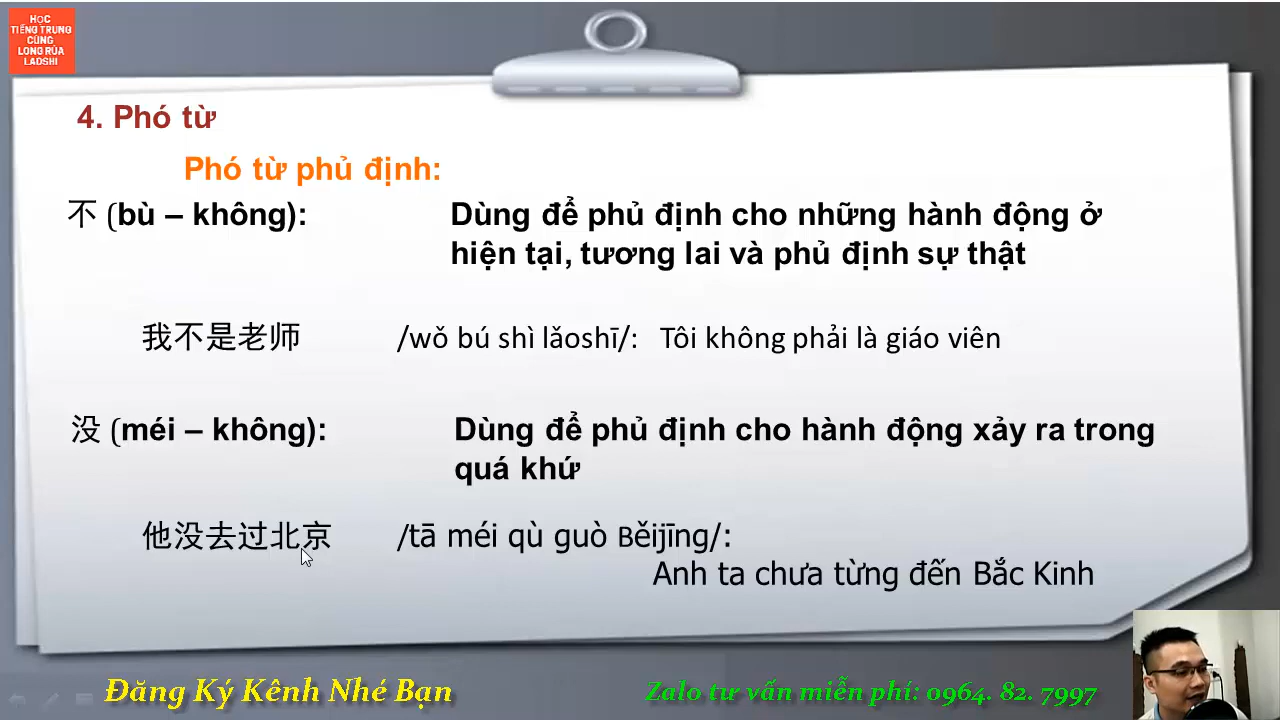 HỌC
TIẾNG TRUNG
CÙNG
LONG RÙA
LADSHI
4. Phó từ
Phó từ phủ định:
不 (bù – không): Dùng để phủ định cho những hành động ở
hiện tại, tương lai và phủ định sự thật
我不是老师 /wǒ bú shì lǎoshī/: Tôi không phải là giáo viên
没 (méi – không): Dùng để phủ định cho hành động xảy ra trong
quá khứ
他没去过北京 /tā méi qù guò Běijīng/:
Anh ta chưa từng đến Bắc Kinh
Đăng Ký Kênh Nhé Bạn
Zalo tư vấn miễn phí: 0964. 82. 7997